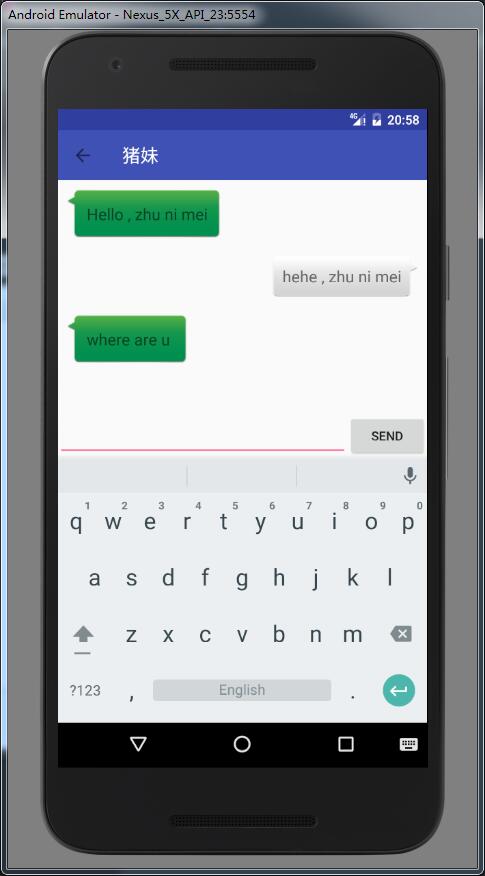 Android Emulator - Nexus_5X_API_23:5554
4G 20:58
猪妹
Hello , zhu ni mei
hehe , zhu ni mei
where are u
SEND
1 2 3 4 5 6 7 8 9 0
q w e r t y u i o p
a s d f g h j k l
z x c v b n m
?123 , English .